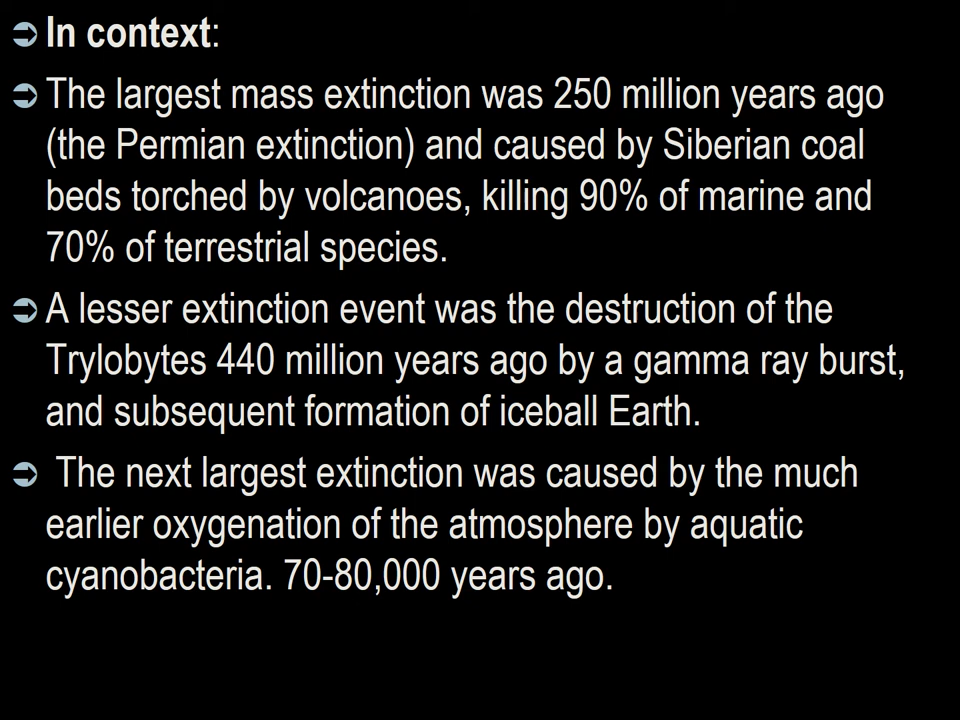 In context:
The largest mass extinction was 250 million years ago
(the Permian extinction) and caused by Siberian coal
beds torched by volcanoes, killing 90% of marine and
70% of terrestrial species.
A lesser extinction event was the destruction of the
Trylobytes 440 million years ago by a gamma ray burst,
and subsequent formation of iceball Earth.
The next largest extinction was caused by the much
earlier oxygenation of the atmosphere by aquatic
cyanobacteria. 70-80,000 years ago.